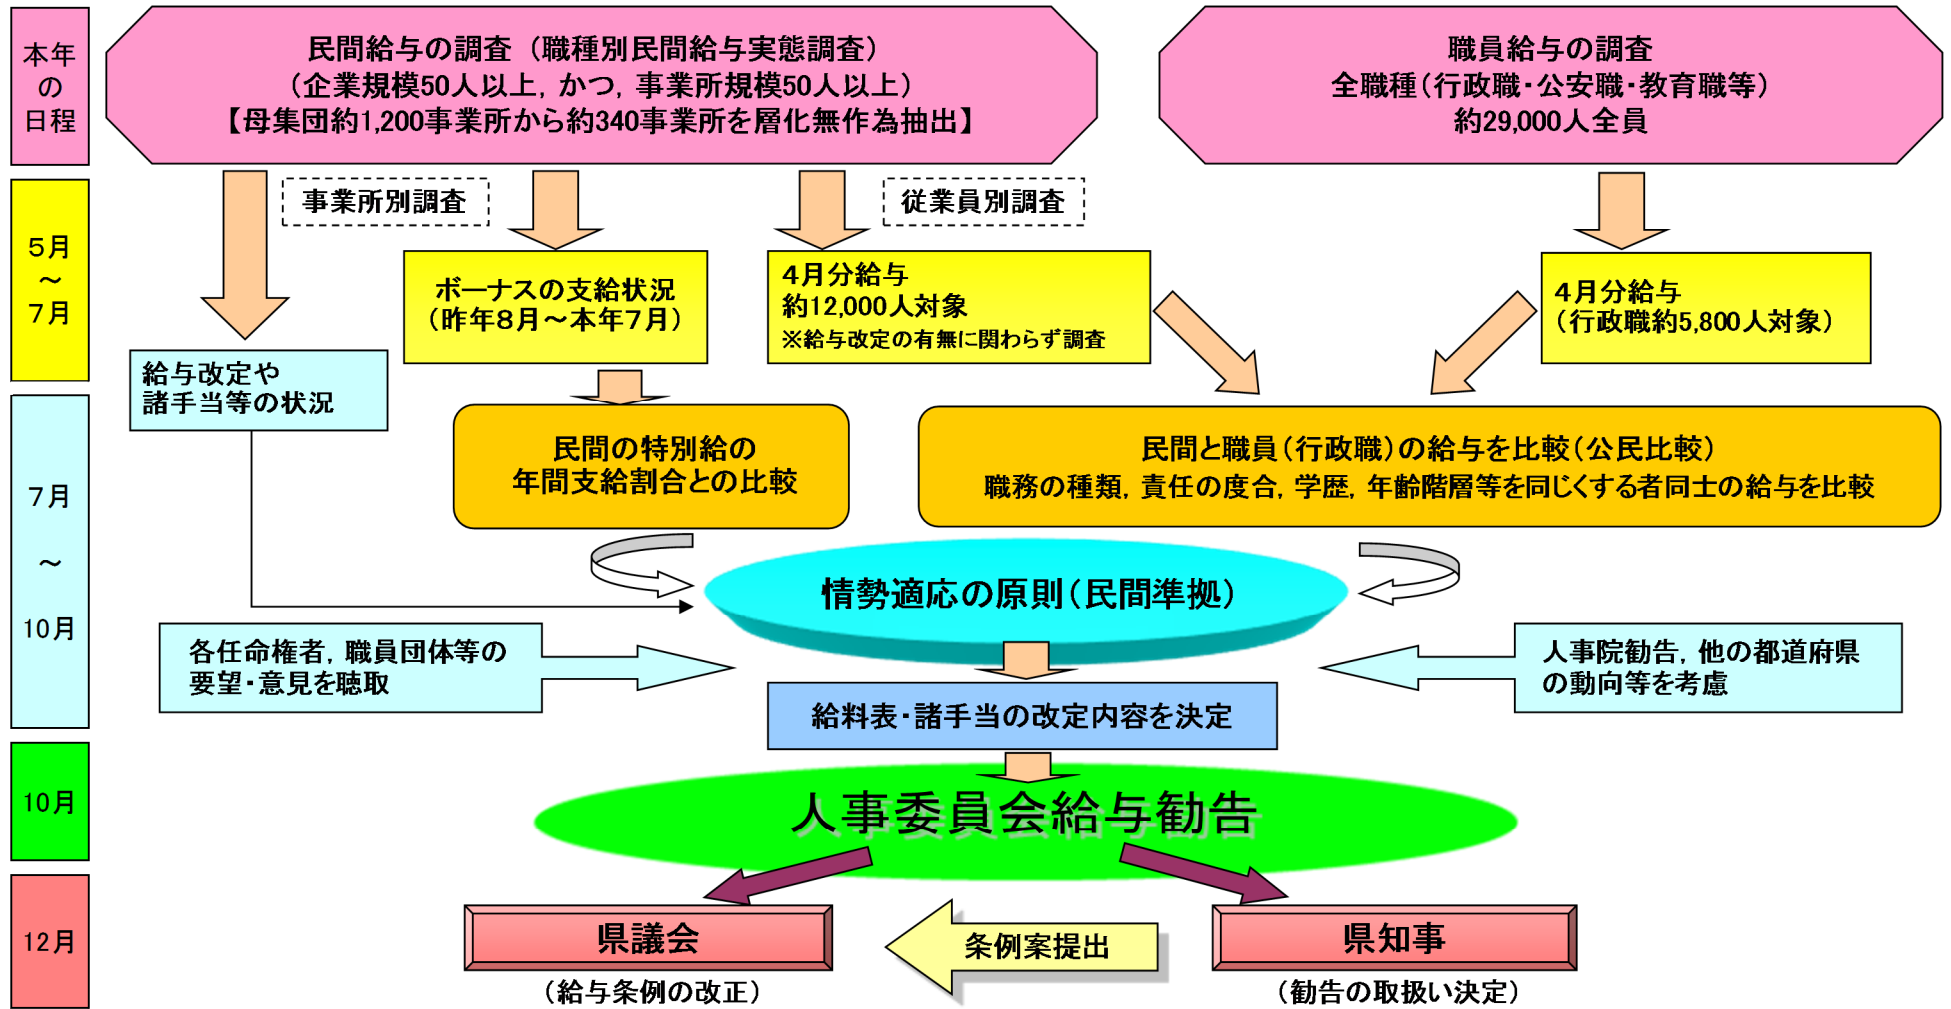 本年
の
日程
民間給与の調査（職種別民間給与実態調査）
（企業規模50人以上，かつ，事業所規模50人以上）
【母集団約1,200事業所から約340事業所を層化無作為抽出】
職員給与の調査
全職種（行政職・公安職・教育職等）
約29,000人全員
5月
～
7月
事業所別調査
従業員別調査
ボーナスの支給状況
（昨年8月～本年7月）
4月分給与
約12,000人対象
※給与改定の有無に関わらず調査
4月分給与
（行政職約5,800人対象）
給与改定や
諸手当等の状況
7月
～
10月
民間の特別給の
年間支給割合との比較
民間と職員（行政職）の給与を比較（公民比較）
職務の種類，責任の度合，学歴，年齢階層等を同じくする者同士の給与を比較
情勢適応の原則（民間準拠）
各任命権者，職員団体等の
要望・意見を聴取
人事院勧告，他の都道府県
の動向等を考慮
給料表・諸手当の改定内容を決定
10月
人事委員会給与勧告
12月
県議会
（給与条例の改正）
条例案提出
県知事
（勧告の取扱い決定）